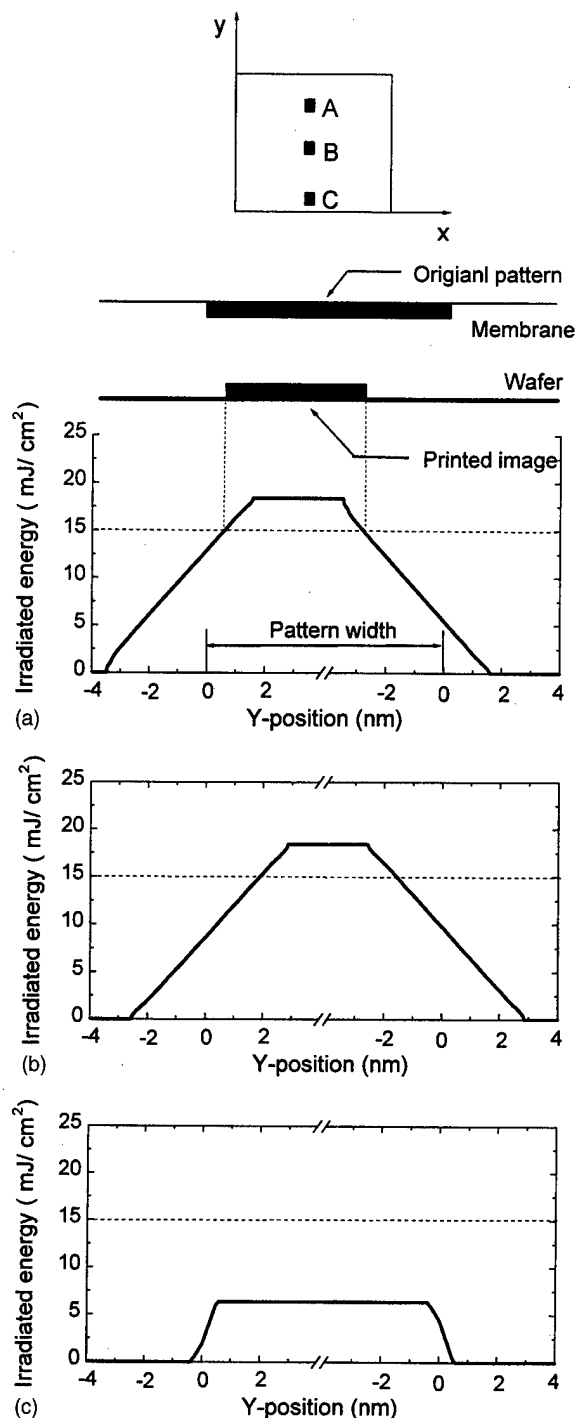 y
A
B
C
x
Origianl pattern
Membrane
Wafer
Printed image
Irradiated energy ( mJ/ cm²)
25
20
15
10
5
0
Pattern width
-4 -2 0 2 -2 0 2 4
Y-position (nm)
(a)
Irradiated energy ( mJ/ cm²)
25
20
15
10
5
0
-4 -2 0 2 -2 0 2 4
Y-position (nm)
(b)
Irradiated energy ( mJ/ cm²)
25
20
15
10
5
0
-4 -2 0 2 -2 0 2 4
Y-position (nm)
(c)